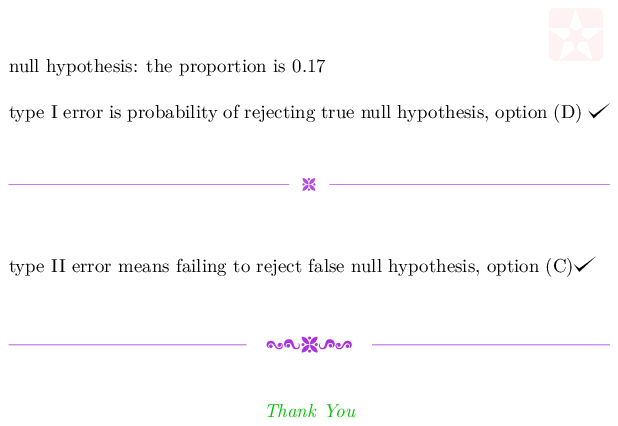 null hypothesis: the proportion is 0.17
type I error is probability of rejecting true null hypothesis, option (D) ✓
type II error means failing to reject false null hypothesis, option (C)✓
Thank You